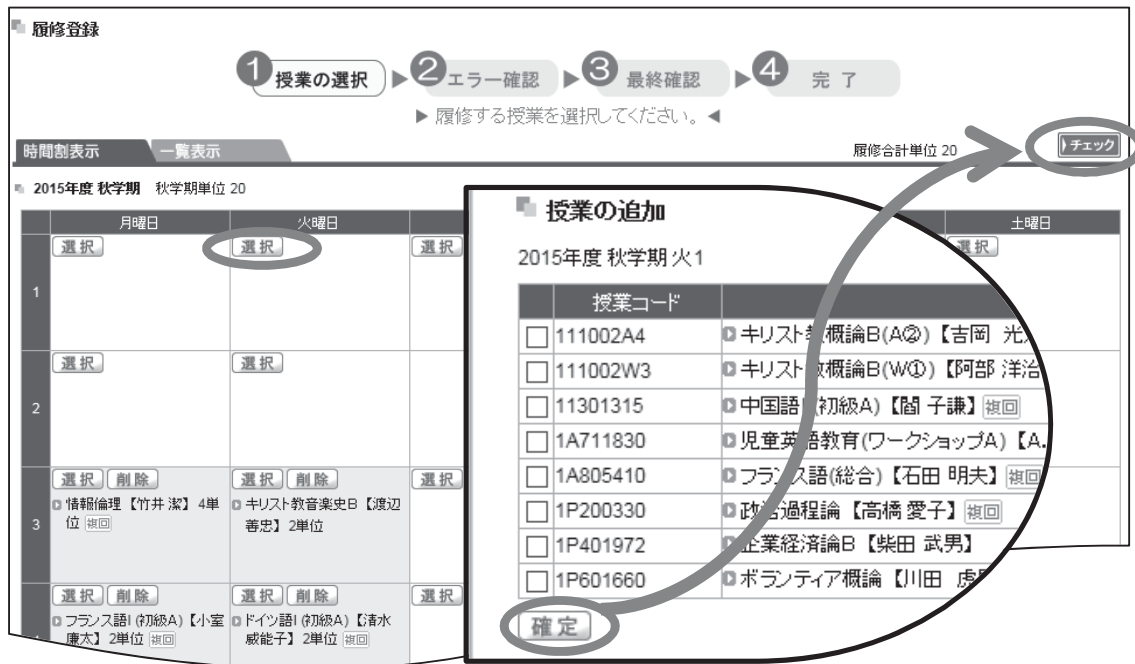 履修登録
1 授業の選択 ▶ 2 エラー確認 ▶ 3 最終確認 ▶ 4 完了
▶ 履修する授業を選択してください。 ◀
時間割表示 一覧表示 履修合計単位 20 チェック
2015年度 秋学期 秋学期単位 20
月曜日 火曜日 土曜日
1 選択 選択 選択 選択
2 選択 選択
3 選択 削除 選択 削除 選択
情報倫理【竹井 潔】 4単位 複回
キリスト教音楽史B【渡辺善忠】 2単位
選択 削除 選択 削除 選択
フランス語I (初級A)【小室廉太】 2単位 複回
ドイツ語I (初級A)【清水威能子】 2単位 複回
授業の追加
2015年度 秋学期 火1
授業コード
111002A4 キリスト教概論B(A②)【吉岡 光
111002W3 キリスト教概論B(W①)【阿部 洋治
11301315 中国語 (初級A)【閻 子謙】 複回
1A711830 児童英語教育(ワークショップA)【A.
1A805410 フランス語(総合)【石田 明夫】 複回
1P200330 政治過程論【高橋 愛子】 複回
1P401972 企業経済論B【柴田 武男】
1P601660 ボランティア概論【川田
確定